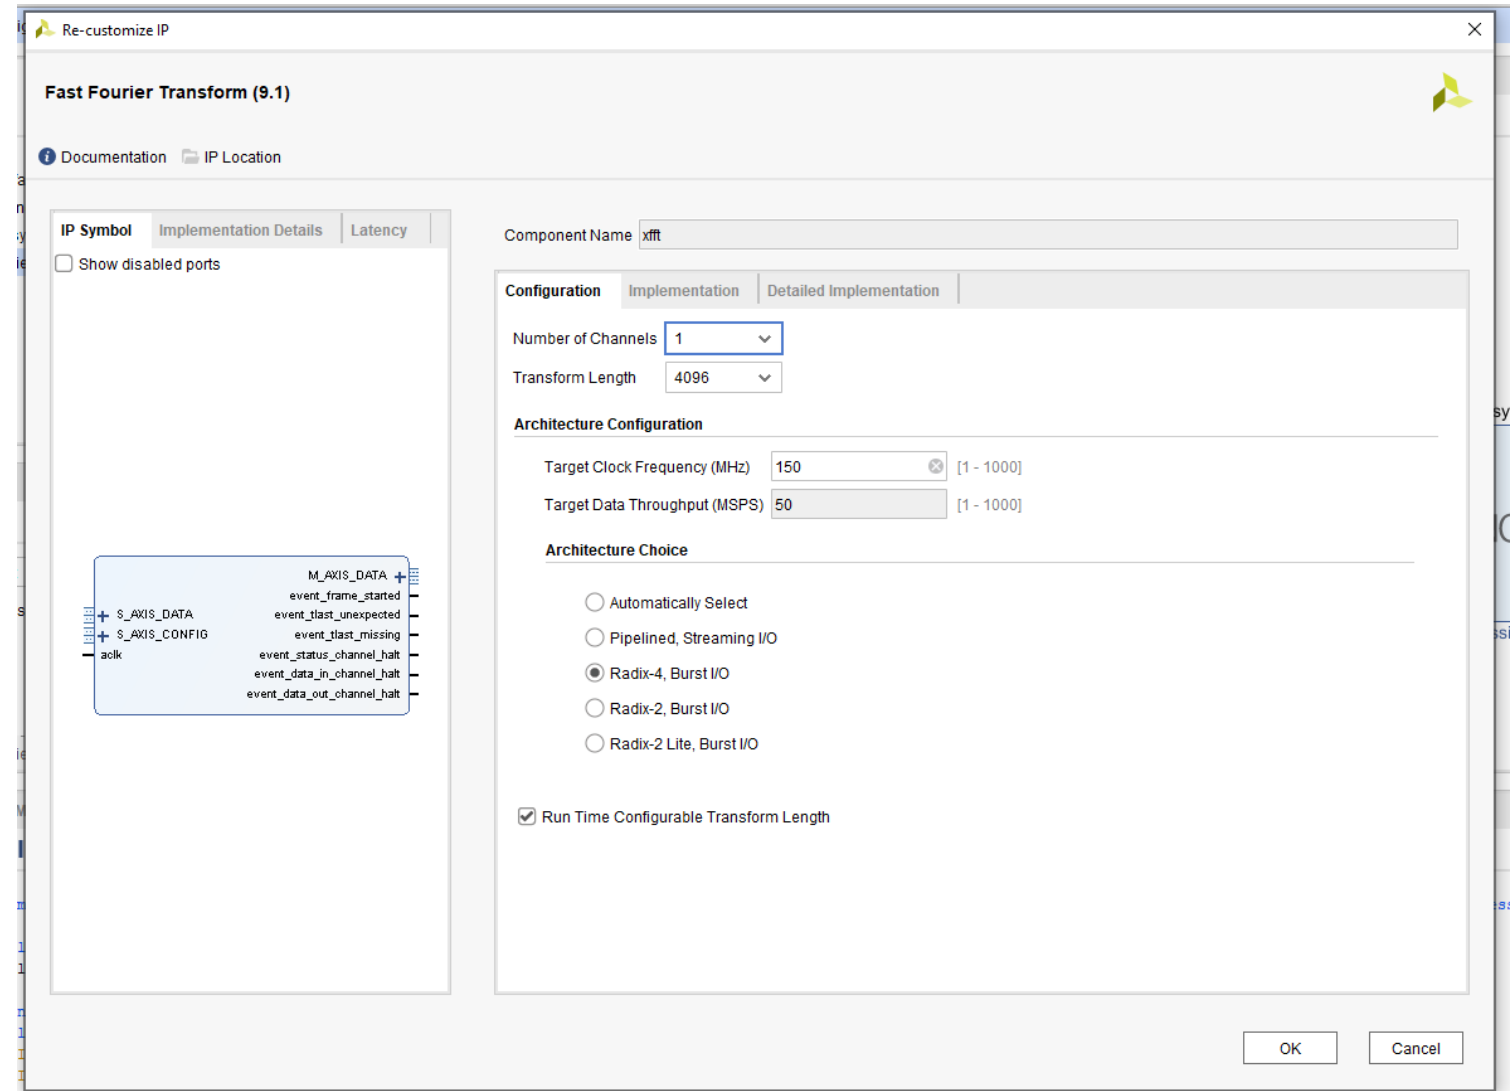 Re-customize IP
Fast Fourier Transform (9.1)
Documentation IP Location
IP Symbol Implementation Details Latency
Show disabled ports
M_AXIS_DATA
event_frame_started
S_AXIS_DATA event_tlast_unexpected
S_AXIS_CONFIG event_tlast_missing
aclk event_status_channel_halt
event_data_in_channel_halt
event_data_out_channel_halt
Component Name xfft
Configuration Implementation Detailed Implementation
Number of Channels 1
Transform Length 4096
Architecture Configuration
Target Clock Frequency (MHz) 150 [1 - 1000]
Target Data Throughput (MSPS) 50 [1 - 1000]
Architecture Choice
Automatically Select
Pipelined, Streaming I/O
Radix-4, Burst I/O
Radix-2, Burst I/O
Radix-2 Lite, Burst I/O
Run Time Configurable Transform Length
OK Cancel